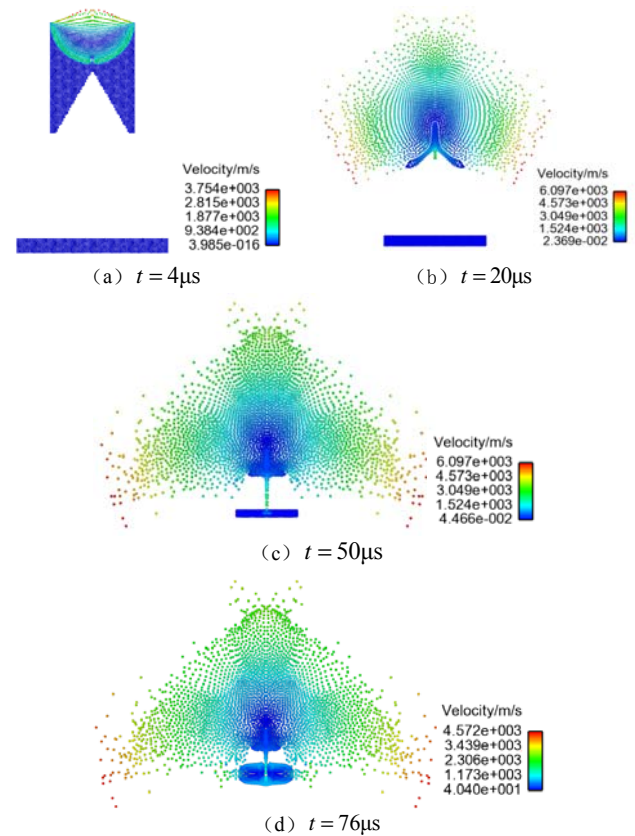 Velocity/m/s
3.754e+003
2.815e+003
1.877e+003
9.384e+002
3.985e-016
(a) t = 4μs
Velocity/m/s
6.097e+003
4.573e+003
3.049e+003
1.524e+003
2.369e-002
(b) t = 20μs
Velocity/m/s
6.097e+003
4.573e+003
3.049e+003
1.524e+003
4.466e-002
(c) t = 50μs
Velocity/m/s
4.572e+003
3.439e+003
2.306e+003
1.173e+003
4.040e+001
(d) t = 76μs